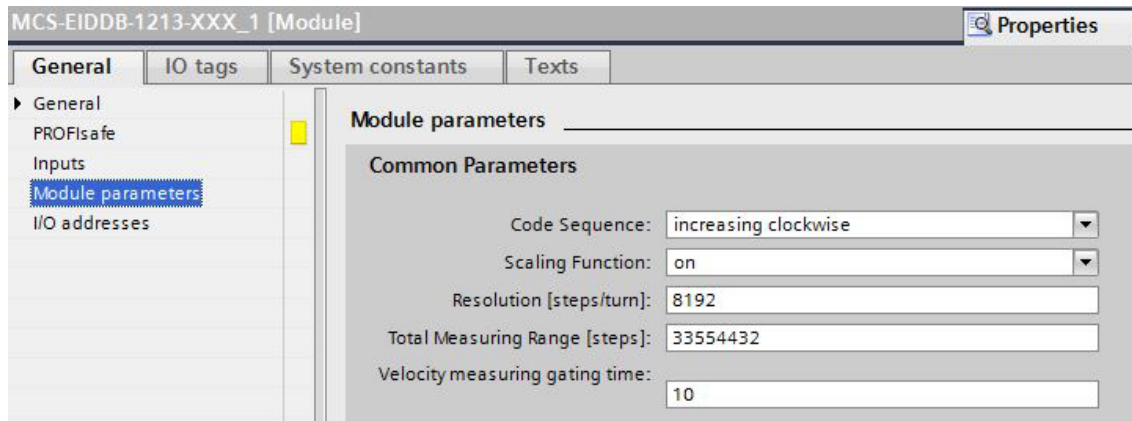 MCS-EIDDB-1213-XXX_1 [Module]
Properties
General IO tags System constants Texts
General
PROFIsafe
Inputs
Module parameters
I/O addresses
Module parameters
Common Parameters
Code Sequence: increasing clockwise
Scaling Function: on
Resolution [steps/turn]: 8192
Total Measuring Range [steps]: 33554432
Velocity measuring gating time:
10